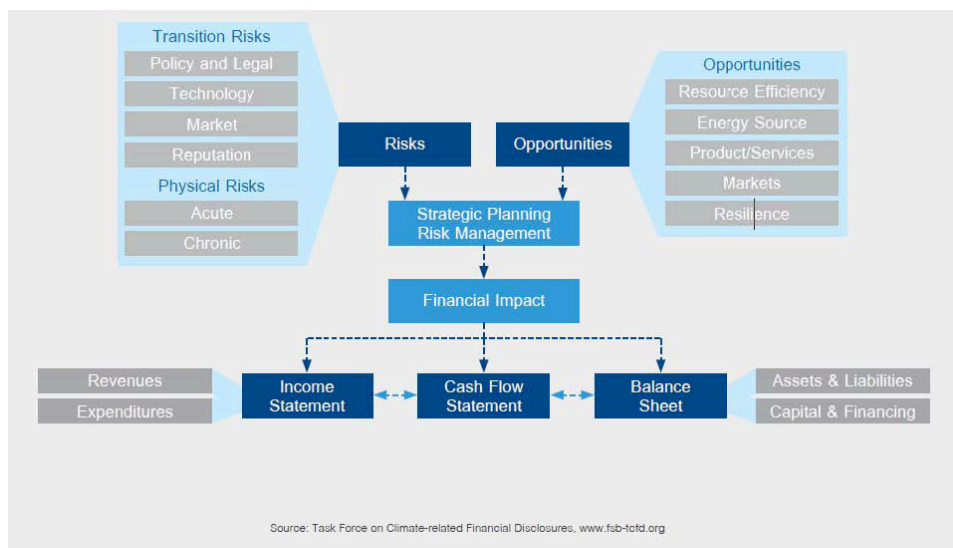 Transition Risks
Policy and Legal
Technology
Market
Reputation
Physical Risks
Acute
Chronic
Risks
Opportunities
Opportunities
Resource Efficiency
Energy Source
Product/Services
Markets
Resilience
Strategic Planning
Risk Management
Financial Impact
Revenues
Expenditures
Income
Statement
Cash Flow
Statement
Balance
Sheet
Assets & Liabilities
Capital & Financing
Source: Task Force on Climate-related Financial Disclosures, www.fsb-tcfd.org